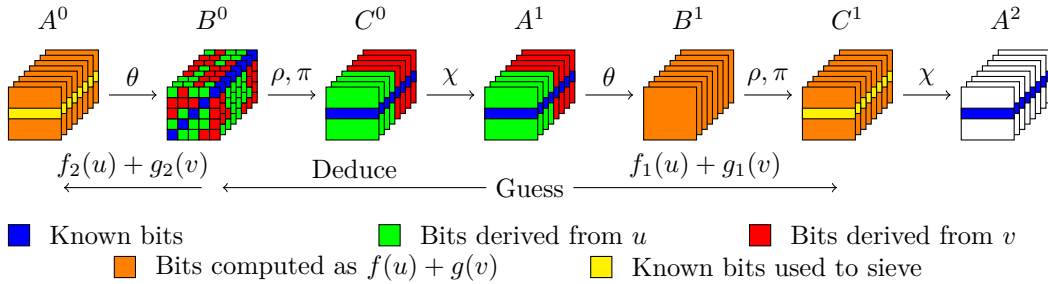 A^0 B^0 C^0 A^1 B^1 C^1 A^2
θ ρ, π χ θ ρ, π χ
f_2(u) + g_2(v) Deduce f_1(u) + g_1(v)
Guess
Known bits Bits derived from u Bits derived from v
Bits computed as f(u) + g(v) Known bits used to sieve